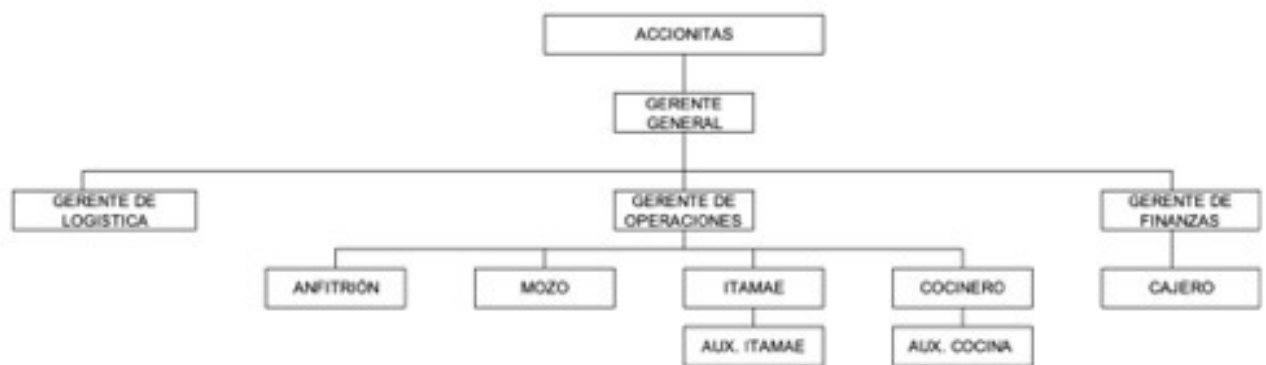 ACCIONITAS
GERENTE
GENERAL
GERENTE DE
LOGISTICA
GERENTE DE
OPERACIONES
GERENTE DE
FINANZAS
ANFITRIÓN
MOZO
ITAMAE
COCINERO
CAJERO
AUX. ITAMAE
AUX. COCINA